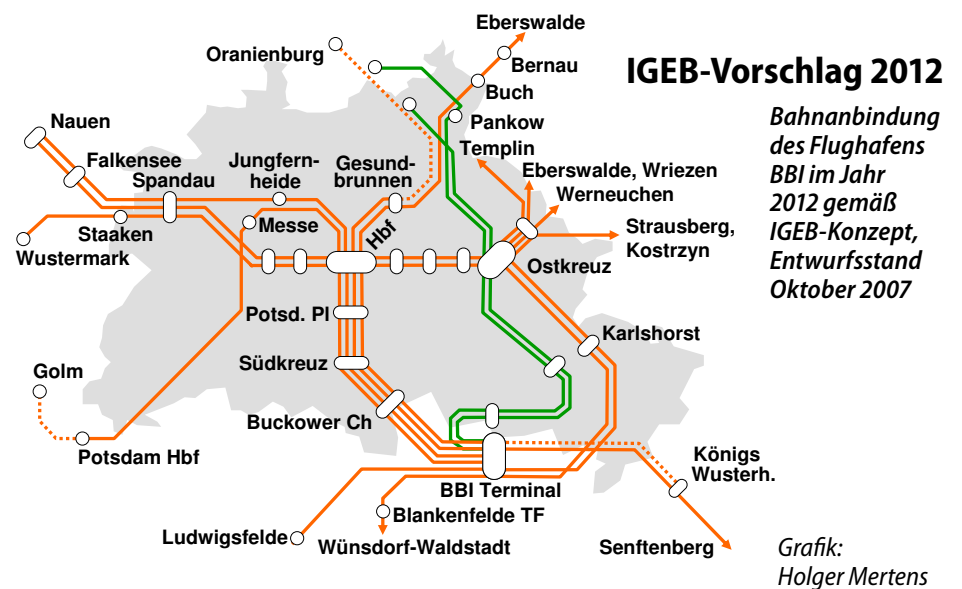 Eberswalde
Oranienburg
Bernau
IGEB-Vorschlag 2012
Buch
Bahnanbindung
des Flughafens
BBI im Jahr
2012 gemäß
IGEB-Konzept,
Entwurfsstand
Oktober 2007
Nauen
Pankow
Templin
Falkensee
Spandau
Jungfern-
heide
Gesund-
brunnen
Eberswalde, Wriezen
Werneuchen
Hbf
Messe
Staaken
Wustermark
Strausberg,
Kostrzyn
Ostkreuz
Potsd. Pl
Karlshorst
Südkreuz
Golm
Buckower Ch
Potsdam Hbf
Königs
Wusterh.
BBI Terminal
Blankenfelde TF
Ludwigsfelde
Wünsdorf-Waldstadt
Senftenberg
Grafik:
Holger Mertens